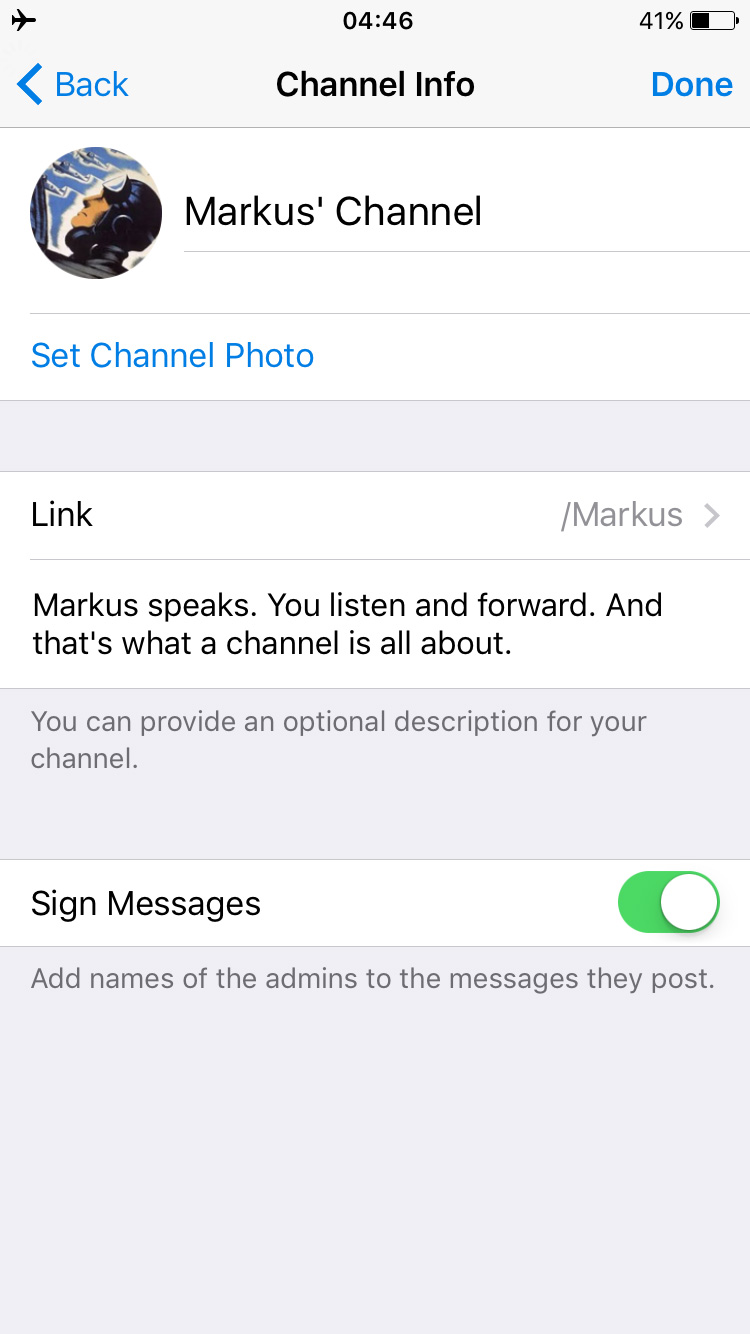 04:46
41%
Back
Channel Info
Done
Markus' Channel
Set Channel Photo
Link
/Markus
Markus speaks. You listen and forward. And
that's what a channel is all about.
You can provide an optional description for your
channel.
Sign Messages
Add names of the admins to the messages they post.